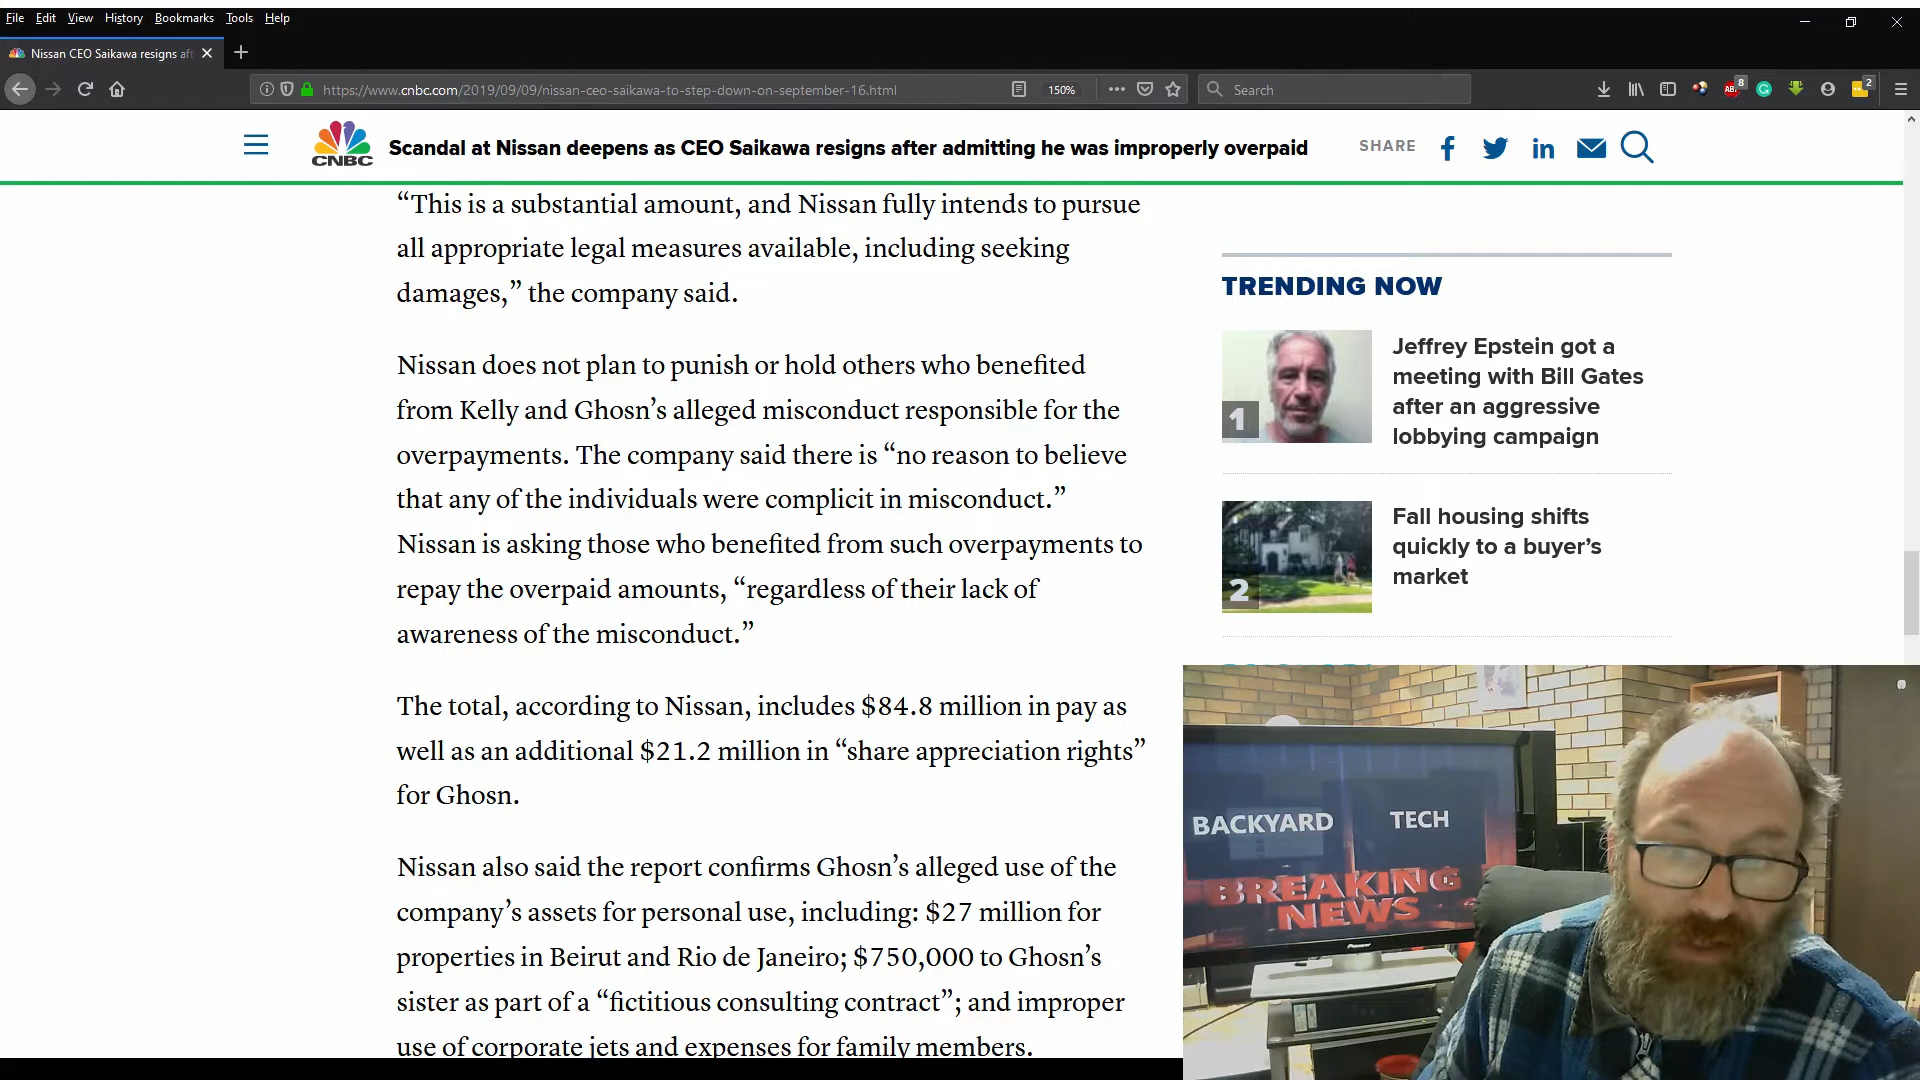 File Edit View History Bookmarks Tools Help
Nissan CEO Saikawa resigns aft
https://www.cnbc.com/2019/09/09/nissan-ceo-saikawa-to-step-down-on-september-16.html
150%
Search
8
2
CNBC
Scandal at Nissan deepens as CEO Saikawa resigns after admitting he was improperly overpaid
SHARE
“This is a substantial amount, and Nissan fully intends to pursue
all appropriate legal measures available, including seeking
damages,” the company said.
Nissan does not plan to punish or hold others who benefited
from Kelly and Ghosn’s alleged misconduct responsible for the
overpayments. The company said there is “no reason to believe
that any of the individuals were complicit in misconduct.”
Nissan is asking those who benefited from such overpayments to
repay the overpaid amounts, “regardless of their lack of
awareness of the misconduct.”
The total, according to Nissan, includes $84.8 million in pay as
well as an additional $21.2 million in “share appreciation rights”
for Ghosn.
Nissan also said the report confirms Ghosn’s alleged use of the
company’s assets for personal use, including: $27 million for
properties in Beirut and Rio de Janeiro; $750,000 to Ghosn’s
sister as part of a “fictitious consulting contract”; and improper
use of corporate jets and expenses for family members.
TRENDING NOW
1
Jeffrey Epstein got a
meeting with Bill Gates
after an aggressive
lobbying campaign
2
Fall housing shifts
quickly to a buyer’s
market
BACKYARD TECH
BREAKING
NEWS
Pioneer